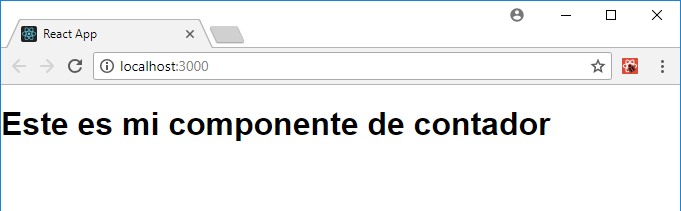 React App
localhost:3000
Este es mi componente de contador